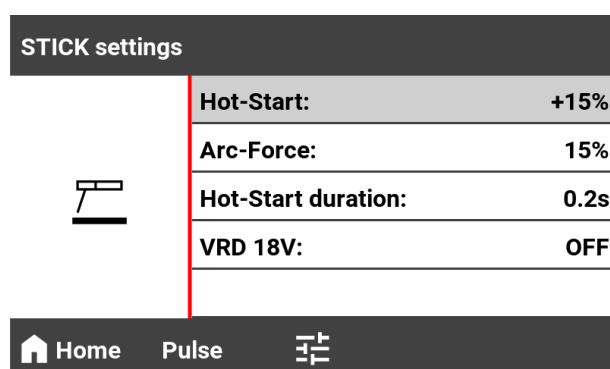 STICK settings
Hot-Start: +15%
Arc-Force: 15%
Hot-Start duration: 0.2s
VRD 18V: OFF
Home Pulse